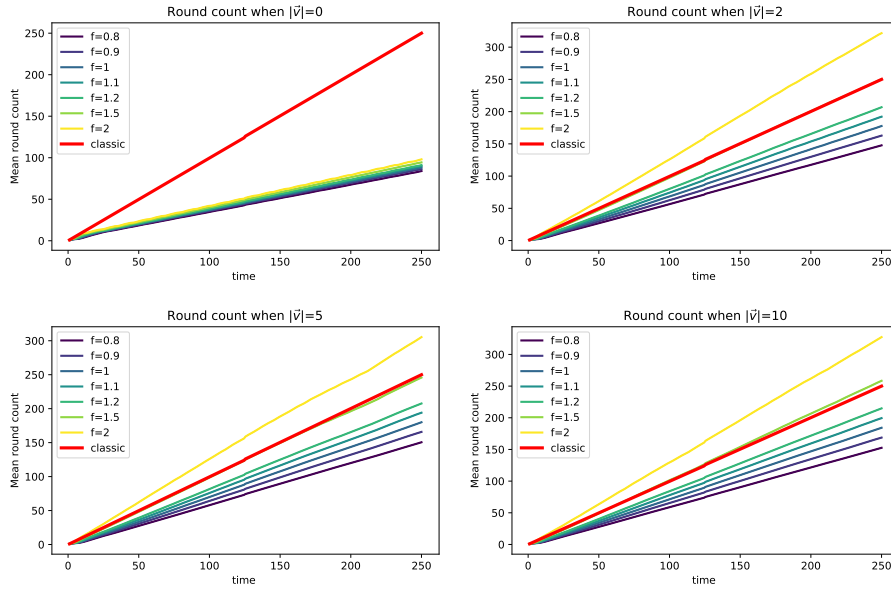 Round count when |v⃗|=0
Mean round count
250
200
150
100
50
0
f=0.8
f=0.9
f=1
f=1.1
f=1.2
f=1.5
f=2
classic
0 50 100 150 200 250
time
Round count when |v⃗|=2
Mean round count
300
250
200
150
100
50
0
f=0.8
f=0.9
f=1
f=1.1
f=1.2
f=1.5
f=2
classic
0 50 100 150 200 250
time
Round count when |v⃗|=5
Mean round count
300
250
200
150
100
50
0
f=0.8
f=0.9
f=1
f=1.1
f=1.2
f=1.5
f=2
classic
0 50 100 150 200 250
time
Round count when |v⃗|=10
Mean round count
300
250
200
150
100
50
0
f=0.8
f=0.9
f=1
f=1.1
f=1.2
f=1.5
f=2
classic
0 50 100 150 200 250
time